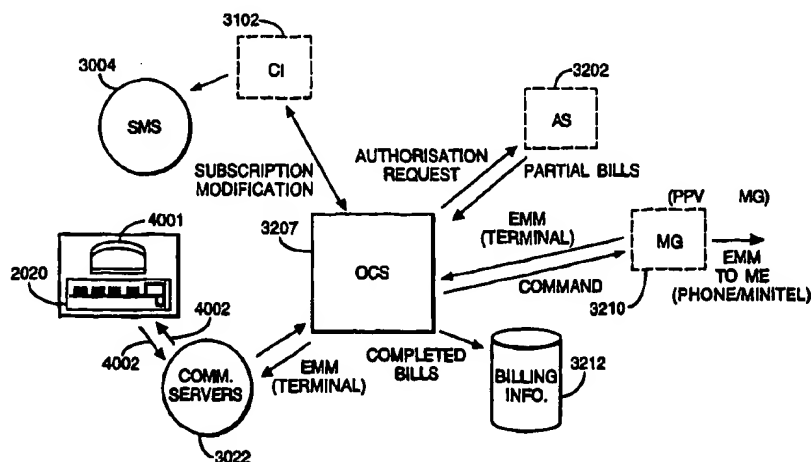 3102
3004
CI
3202
SMS
AS
SUBSCRIPTION
MODIFICATION
AUTHORISATION
REQUEST
PARTIAL BILLS
(PPV MG)
4001
3207
EMM
(TERMINAL)
MG
OCS
EMM
TO ME
(PHONE/MINITEL)
2020
COMMAND
3210
4002
4002
COMM.
SERVERS
EMM
(TERMINAL)
COMPLETED
BILLS
BILLING
INFO.
3212
3022